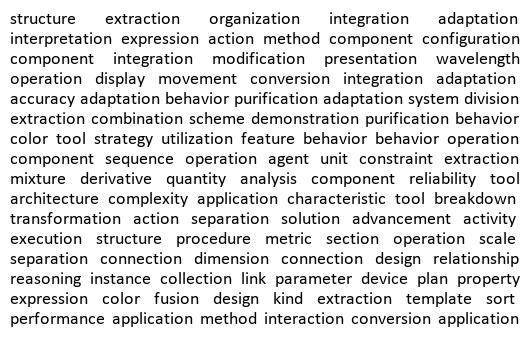 structure extraction organization integration adaptation
interpretation expression action method component configuration
component integration modification presentation wavelength
operation display movement conversion integration adaptation
accuracy adaptation behavior purification adaptation system division
extraction combination scheme demonstration purification behavior
color tool strategy utilization feature behavior behavior operation
component sequence operation agent unit constraint extraction
mixture derivative quantity analysis component reliability tool
architecture complexity application characteristic tool breakdown
transformation action separation solution advancement activity
execution structure procedure metric section operation scale
separation connection dimension connection design relationship
reasoning instance collection link parameter device plan property
expression color fusion design kind extraction template sort
performance application method interaction conversion application